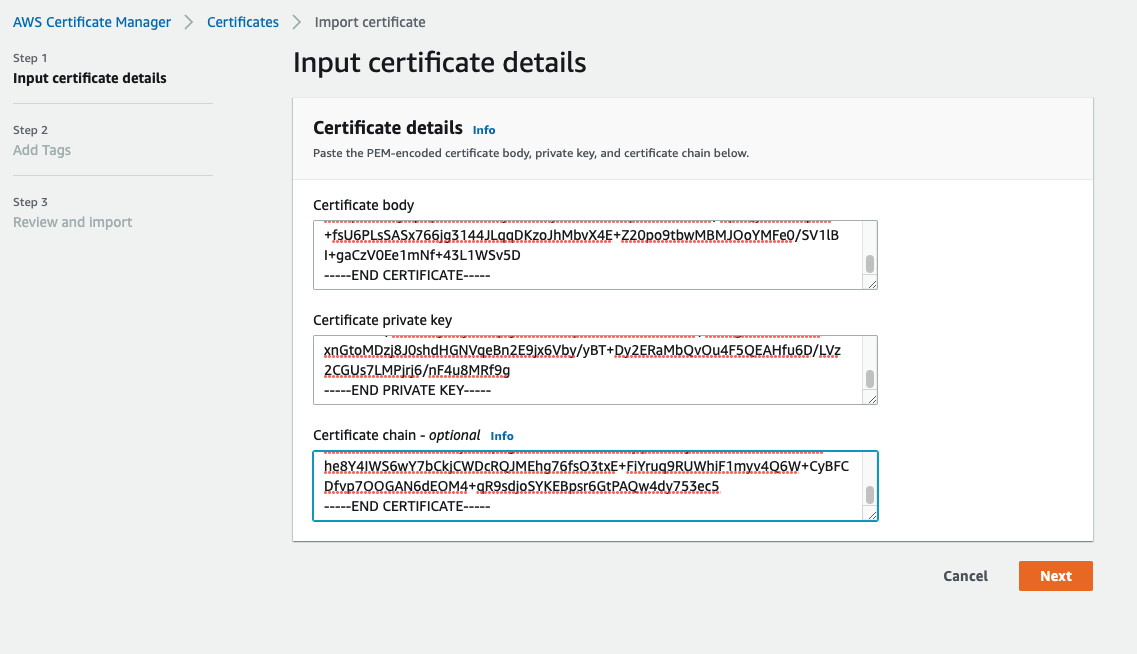 AWS Certificate Manager > Certificates > Import certificate
Step 1
Input certificate details
Step 2
Add Tags
Step 3
Review and import
Input certificate details
Certificate details Info
Paste the PEM-encoded certificate body, private key, and certificate chain below.
Certificate body
+fsU6PLsSASx766jg3144JLqqDKzoJhMbvX4E+Z20po9tbwMBMJOoYMFe0/SV1lB
I+gaCzV0Ee1mNf+43L1WSv5D
-----END CERTIFICATE-----
Certificate private key
xnGtoMDzj8J0shdHGNVqeBn2E9jx6Vby/yBT+Dy2ERaMbQvOu4F5QEAHfu6D/LVz
2CGUs7LMPjrj6/nF4u8MRf9g
-----END PRIVATE KEY-----
Certificate chain - optional Info
he8Y4IWS6wY7bCkjCWDcRQJMEhg76fsO3txE+FiYruq9RUWhiF1myv4Q6W+CyBFC
Dfvp7OOGAN6dEOM4+qR9sdjoSYKEBpsr6GtPAQw4dv753ec5
-----END CERTIFICATE-----
Cancel
Next